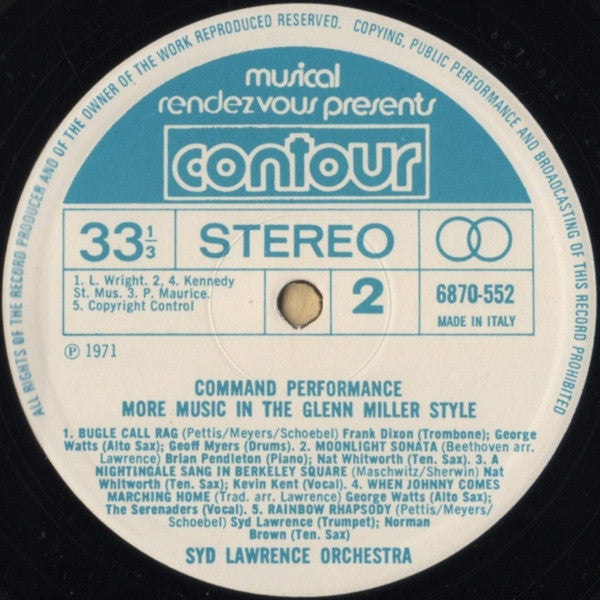 ALL RIGHTS OF THE RECORD PRODUCER AND OF THE OWNER OF THE WORK REPRODUCED RESERVED. COPYING, PUBLIC PERFORMANCE AND BROADCASTING OF THIS RECORD PROHIBITED
musical
rendezvous presents
contour
33 1/3
STEREO
1. L. Wright. 2, 4. Kennedy
St. Mus. 3. P. Maurice.
5. Copyright Control
2
6870-552
MADE IN ITALY
℗ 1971
COMMAND PERFORMANCE
MORE MUSIC IN THE GLENN MILLER STYLE
1. BUGLE CALL RAG (Pettis/Meyers/Schoebel) Frank Dixon (Trombone); George
Watts (Alto Sax); Geoff Myers (Drums). 2. MOONLIGHT SONATA (Beethoven arr.
Lawrence) Brian Pendleton (Piano) Nat Whitworth (Ten. Sax). 3. A
NIGHTINGALE SANG IN BERKELEY SQUARE (Maschwitz/Sherwin) Nat
Whitworth (Ten. Sax); Kevin Kent (Vocal). 4. WHEN JOHNNY COMES
MARCHING HOME (Trad. arr. Lawrence) George Watts (Alto Sax);
The Serenaders (Vocal). 5. RAINBOW RHAPSODY (Pettis/Meyers/
Schoebel) Syd Lawrence (Trumpet); Norman
Brown (Ten. Sax)
SYD LAWRENCE ORCHESTRA